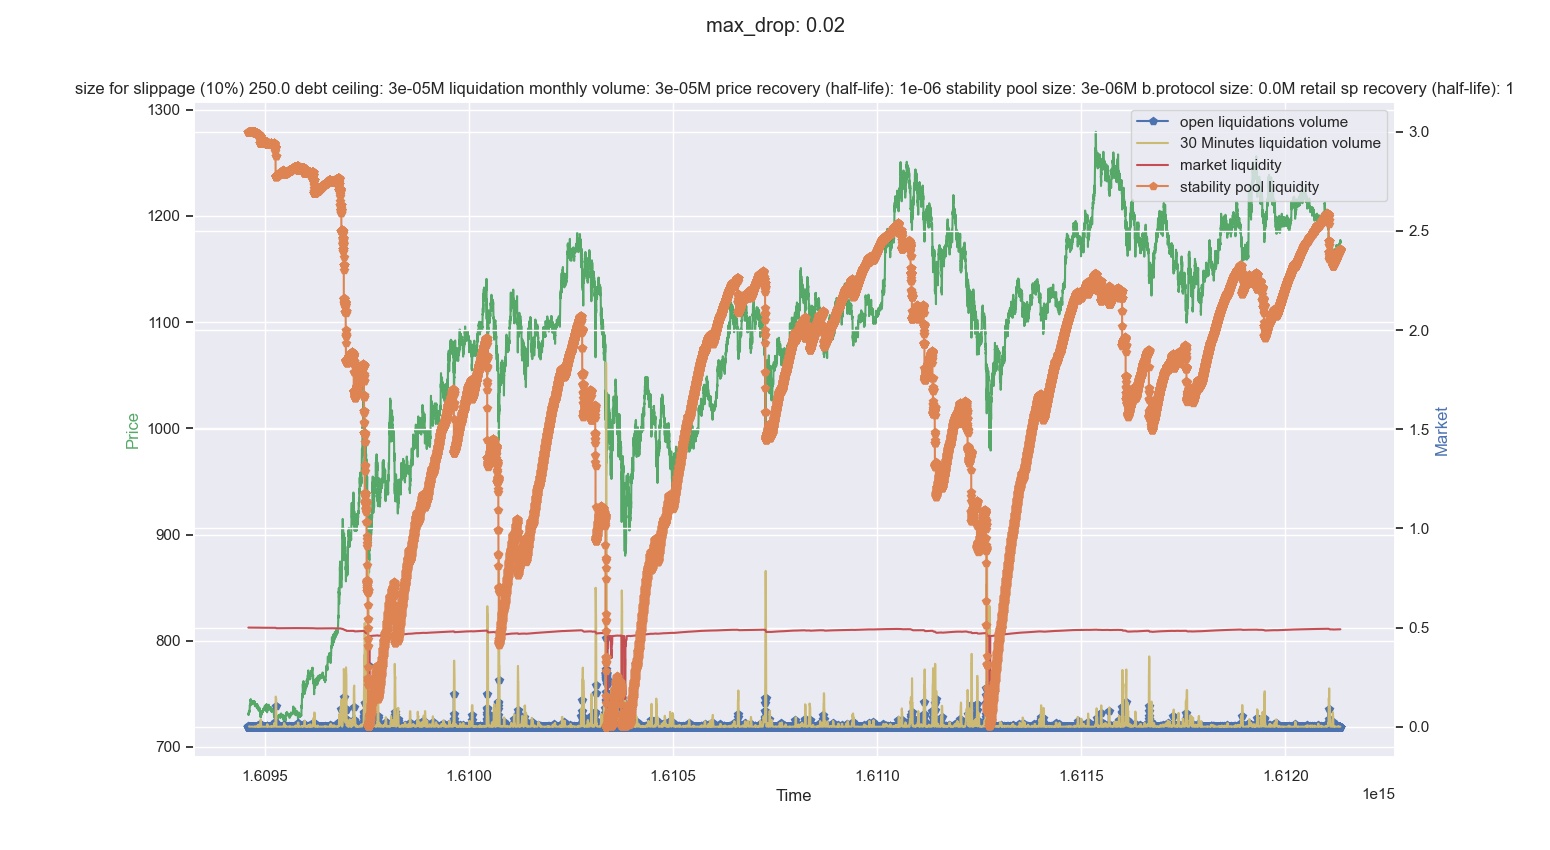 max_drop: 0.02
size for slippage (10%) 250.0 debt ceiling: 3e-05M liquidation monthly volume: 3e-05M price recovery (half-life): 1e-06 stability pool size: 3e-06M b.protocol size: 0.0M retail sp recovery (half-life): 1
1300
1200
1100
1000
900
800
700
Price
open liquidations volume
30 Minutes liquidation volume
market liquidity
stability pool liquidity
3.0
2.5
2.0
1.5
1.0
0.5
0.0
Market
1.6095 1.6100 1.6105 1.6110 1.6115 1.6120
Time
1e15